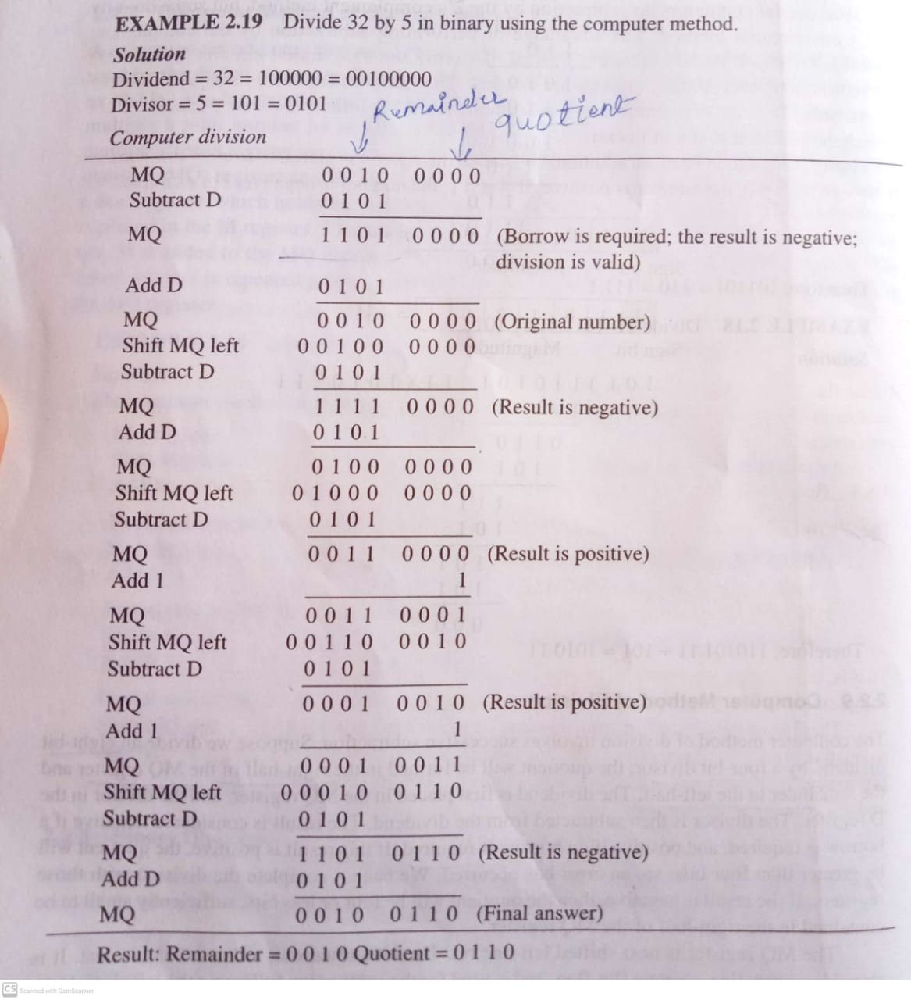 EXAMPLE 2.19 Divide 32 by 5 in binary using the computer method.
Solution
Dividend = 32 = 100000 = 00100000
Divisor = 5 = 101 = 0101
Remainder quotient
Computer division
MQ 0 0 1 0 0 0 0 0
Subtract D 0 1 0 1
MQ 1 1 0 1 0 0 0 0 (Borrow is required; the result is negative;
division is valid)
Add D 0 1 0 1
MQ 0 0 1 0 0 0 0 0 (Original number)
Shift MQ left 0 0 1 0 0 0 0 0 0
Subtract D 0 1 0 1
MQ 1 1 1 1 0 0 0 0 (Result is negative)
Add D 0 1 0 1
MQ 0 1 0 0 0 0 0 0
Shift MQ left 0 1 0 0 0 0 0 0 0
Subtract D 0 1 0 1
MQ 0 0 1 1 0 0 0 0 (Result is positive)
Add 1 1
MQ 0 0 1 1 0 0 0 1
Shift MQ left 0 0 1 1 0 0 0 1 0
Subtract D 0 1 0 1
MQ 0 0 0 1 0 0 1 0 (Result is positive)
Add 1 1
MQ 0 0 0 1 0 0 1 1
Shift MQ left 0 0 0 1 0 0 1 1 0
Subtract D 0 1 0 1
MQ 1 1 0 1 0 1 1 0 (Result is negative)
Add D 0 1 0 1
MQ 0 0 1 0 0 1 1 0 (Final answer)
Result: Remainder = 0 0 1 0 Quotient = 0 1 1 0
CS Scanned with CamScanner